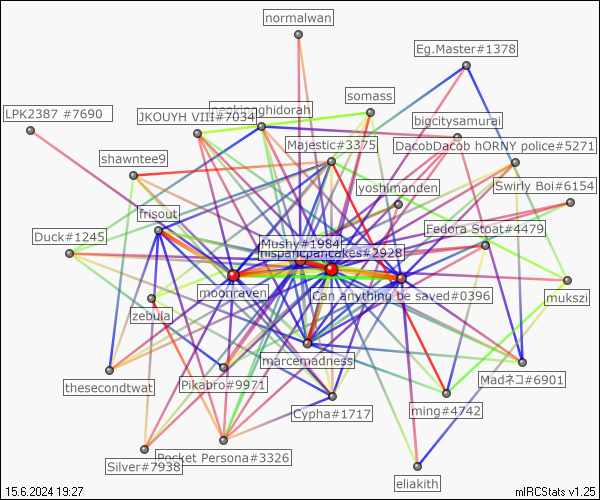 normalwan
Eg.Master#1378
somass
neokingghidorah
LPK2387 #7690
JKOUYH VIII#7034
bigcitysamurai
Majestic#3375
DacobDacob hORNY police#5271
shawntee9
yoshimanden
Swirly Boi#6154
frisout
Fedora Stoat#4479
Duck#1245
Mushy#1984
hispanicpancakes#2928
moonraven
Can anything be saved#0396
mukszi
zebula
marcemadness
thesecondtwat
Pikabro#9971
Madネコ#6901
Cypha#1717
ming#4742
Pocket Persona#3326
Silver#7938
eliakith
15.6.2024 19:27
mIRCStats v1.25